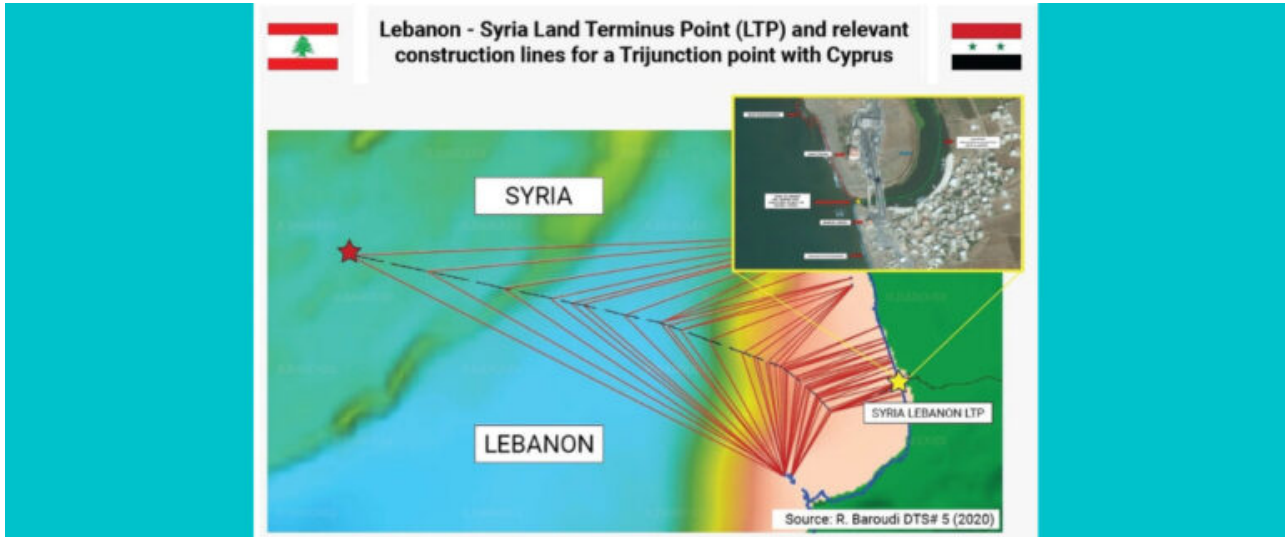 Lebanon - Syria Land Terminus Point (LTP) and relevant
construction lines for a Trijunction point with Cyprus
SYRIA
SYRIA LEBANON LTP
LEBANON
Source: R. Baroudi DTS# 5 (2020)